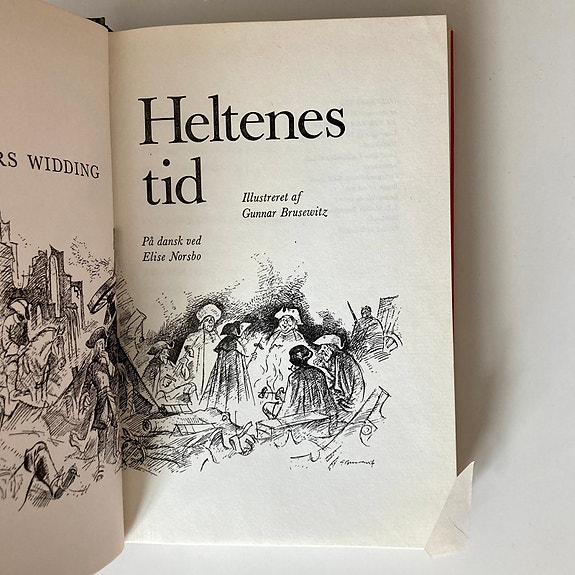 RS WIDDING
Heltenes
tid
Illustreret af
Gunnar Brusewitz
På dansk ved
Elise Norsbo